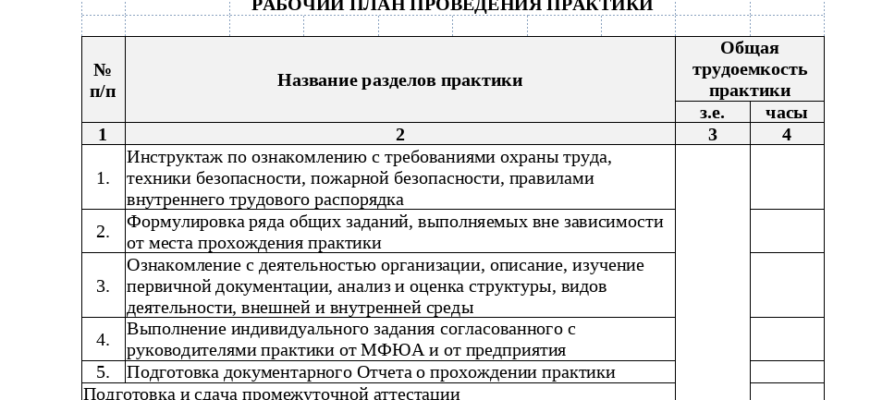 РАБОЧИЙ ПЛАН ПРОВЕДЕНИЯ ПРАКТИКИ
№ п/п
Название разделов практики
Общая
трудоемкость
практики
з.е.
часы
1
2
3
4
1.
Инструктаж по ознакомлению с требованиями охраны труда,
техники безопасности, пожарной безопасности, правилами
внутреннего трудового распорядка
2.
Формулировка ряда общих заданий, выполняемых вне зависимости
от места прохождения практики
3.
Ознакомление с деятельностью организации, описание, изучение
первичной документации, анализ и оценка структуры, видов
деятельности, внешней и внутренней среды
4.
Выполнение индивидуального задания согласованного с
руководителями практики от МФЮА и от предприятия
5.
Подготовка документарного Отчета о прохождении практики
Подготовка и сдача промежуточной аттестации